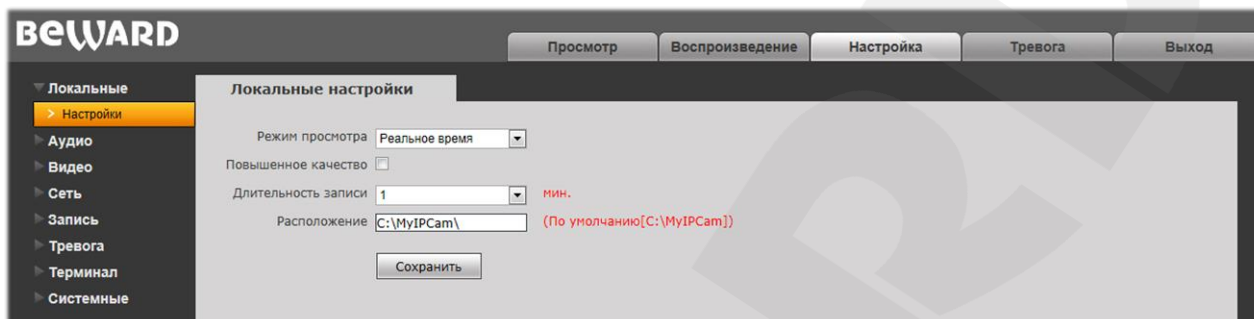 BEWARD
Просмотр Воспроизведение Настройка Тревога Выход
Локальные
> Настройки
Аудио
Видео
Сеть
Запись
Тревога
Терминал
Системные
Локальные настройки
Режим просмотра Реальное время
Повышенное качество
Длительность записи 1 мин.
Расположение C:\MyIPCam\ (По умолчанию[C:\MyIPCam])
Сохранить